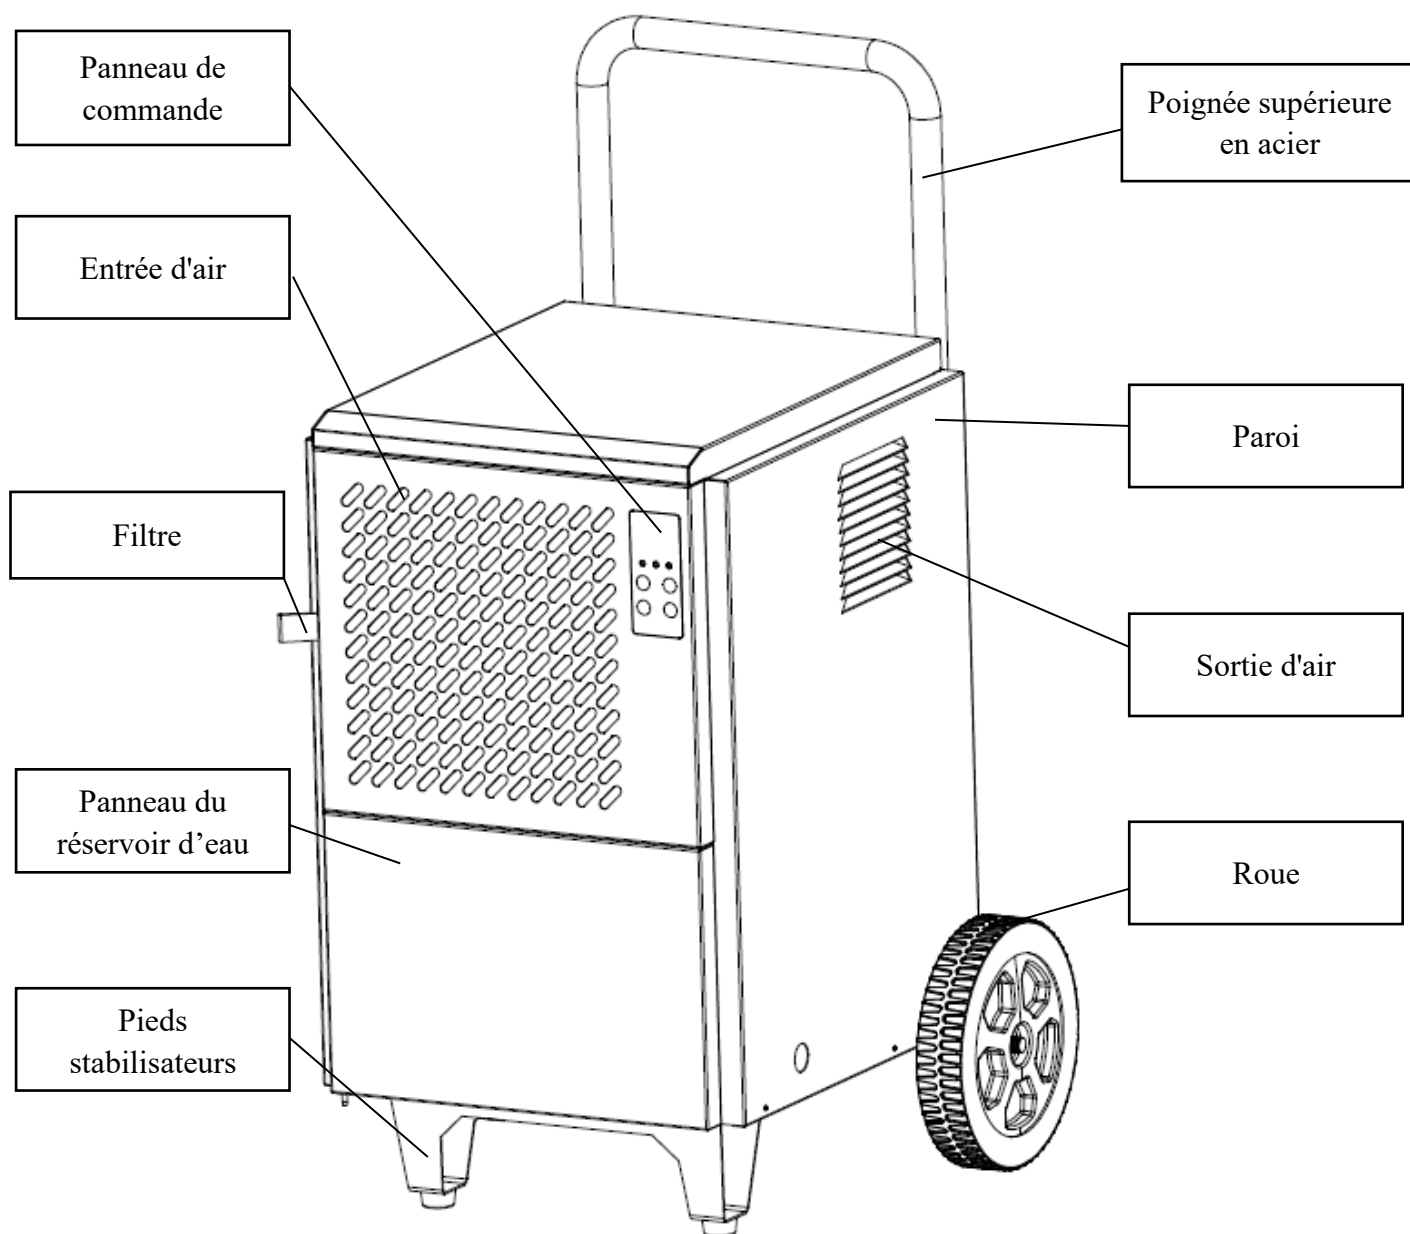 Panneau de
commande
Poignée supérieure
en acier
Entrée d'air
Paroi
Filtre
Sortie d'air
Panneau du
réservoir d’eau
Roue
Pieds
stabilisateurs